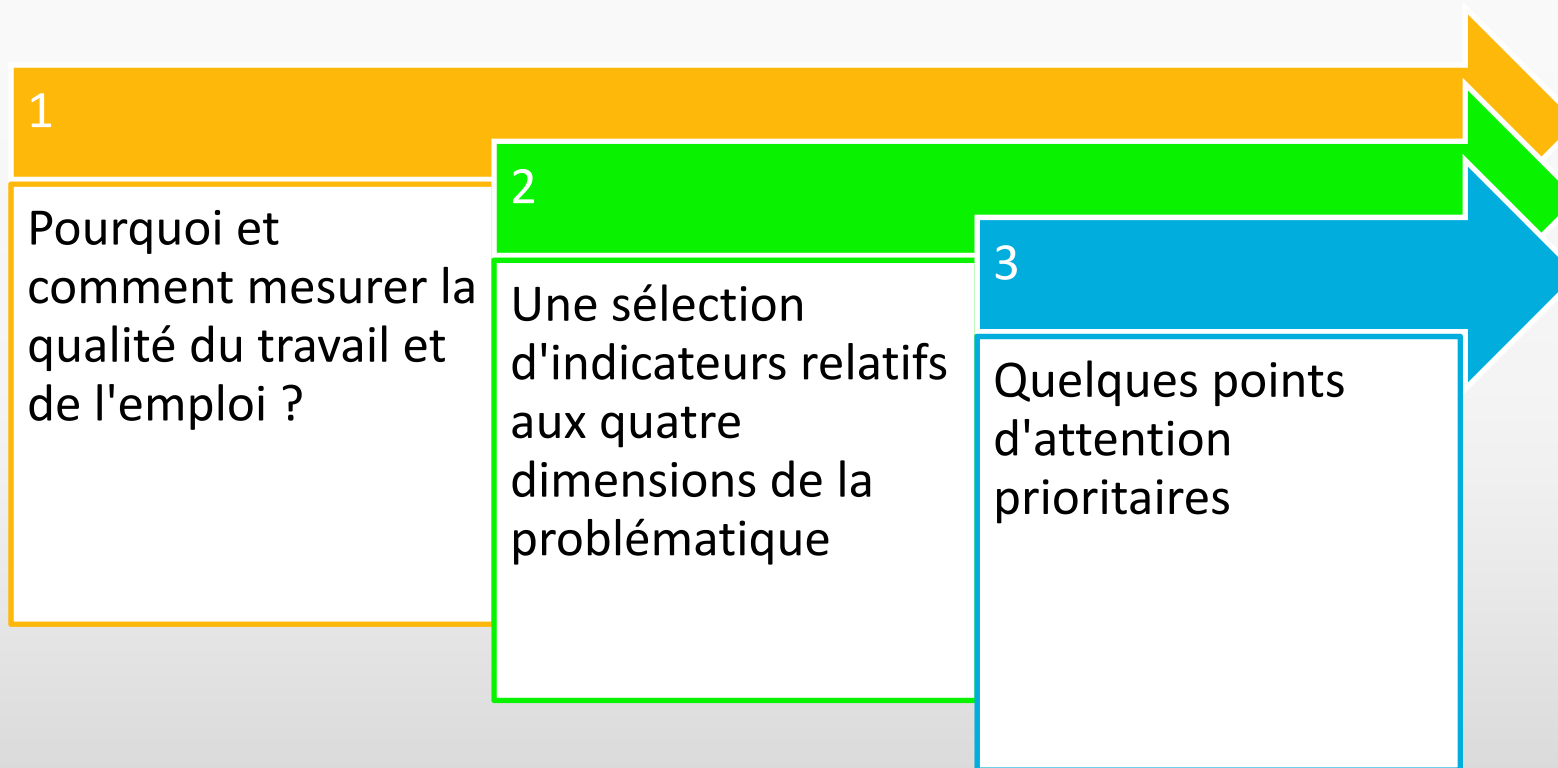 1
Pourquoi et
comment mesurer la
qualité du travail et
de l'emploi ?
2
Une sélection
d'indicateurs relatifs
aux quatre
dimensions de la
problématique
3
Quelques points
d'attention
prioritaires